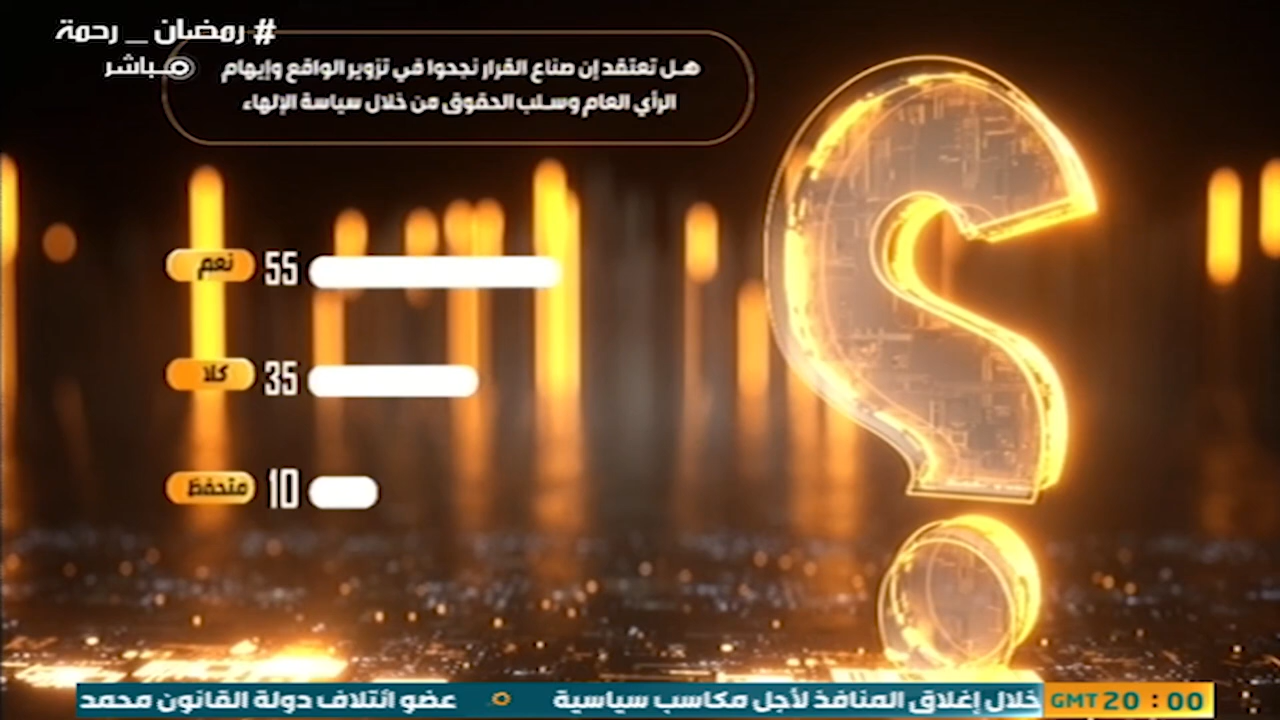 # رمضان _ رحمة
مباشر
هل تعتقد إن صناع القرار نجحوا في تزوير الواقع وإيهام
الرأي العام وسلب الحقوق من خلال سياسة الإلهاء
نعم 55
كلا 35
متحفظ 10
؟
GMT 20 : 00 خلال إغلاق المنافذ لأجل مكاسب سياسية عضو ائتلاف دولة القانون محمد